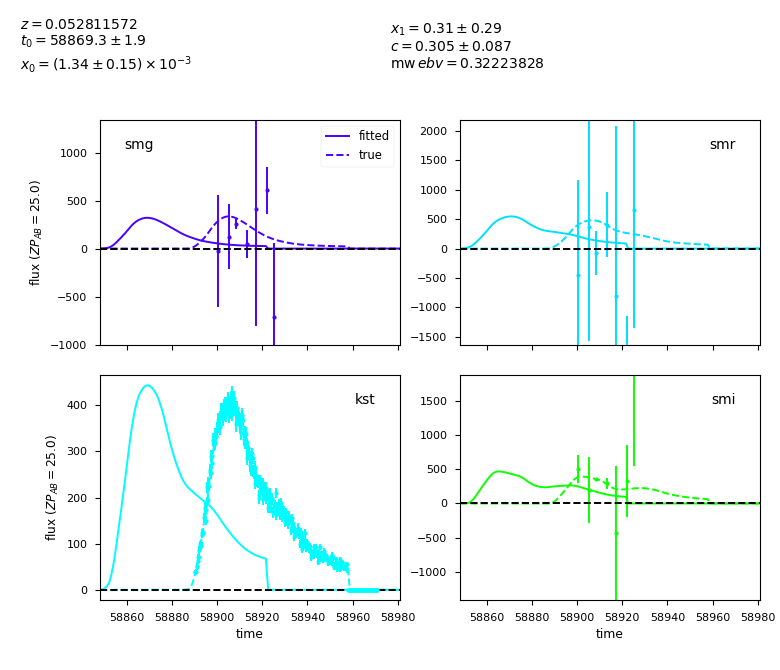 z = 0.052811572
t₀ = 58869.3 ± 1.9
x₀ = (1.34 ± 0.15) × 10⁻³
x₁ = 0.31 ± 0.29
c = 0.305 ± 0.087
mw ebv = 0.32223828
smg
fitted
true
1000
500
0
−500
−1000
flux (ZP_AB = 25.0)
smr
2000
1500
1000
500
0
−500
−1000
−1500
kst
400
300
200
100
0
flux (ZP_AB = 25.0)
58860 58880 58900 58920 58940 58960 58980
time
smi
1500
1000
500
0
−500
−1000
58860 58880 58900 58920 58940 58960 58980
time